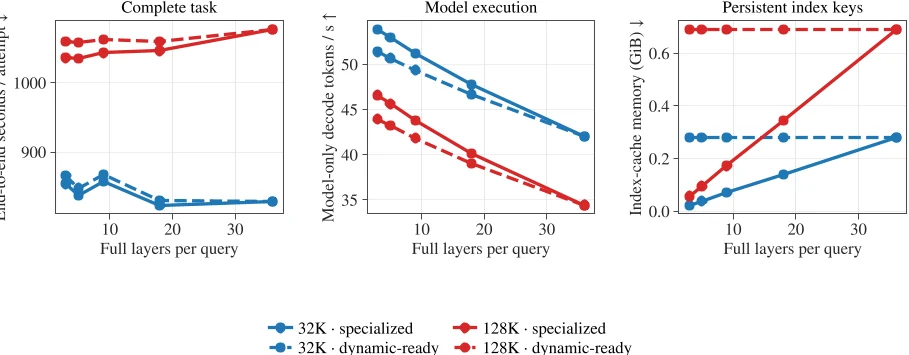 Complete task
End-to-end seconds / attempt ↓
1000
900
10 20 30
Full layers per query
Model execution
Model-only decode tokens / s ↑
50
45
40
35
10 20 30
Full layers per query
Persistent index keys
Index-cache memory (GiB) ↓
0.6
0.4
0.2
0.0
10 20 30
Full layers per query
32K · specialized
32K · dynamic-ready
128K · specialized
128K · dynamic-ready